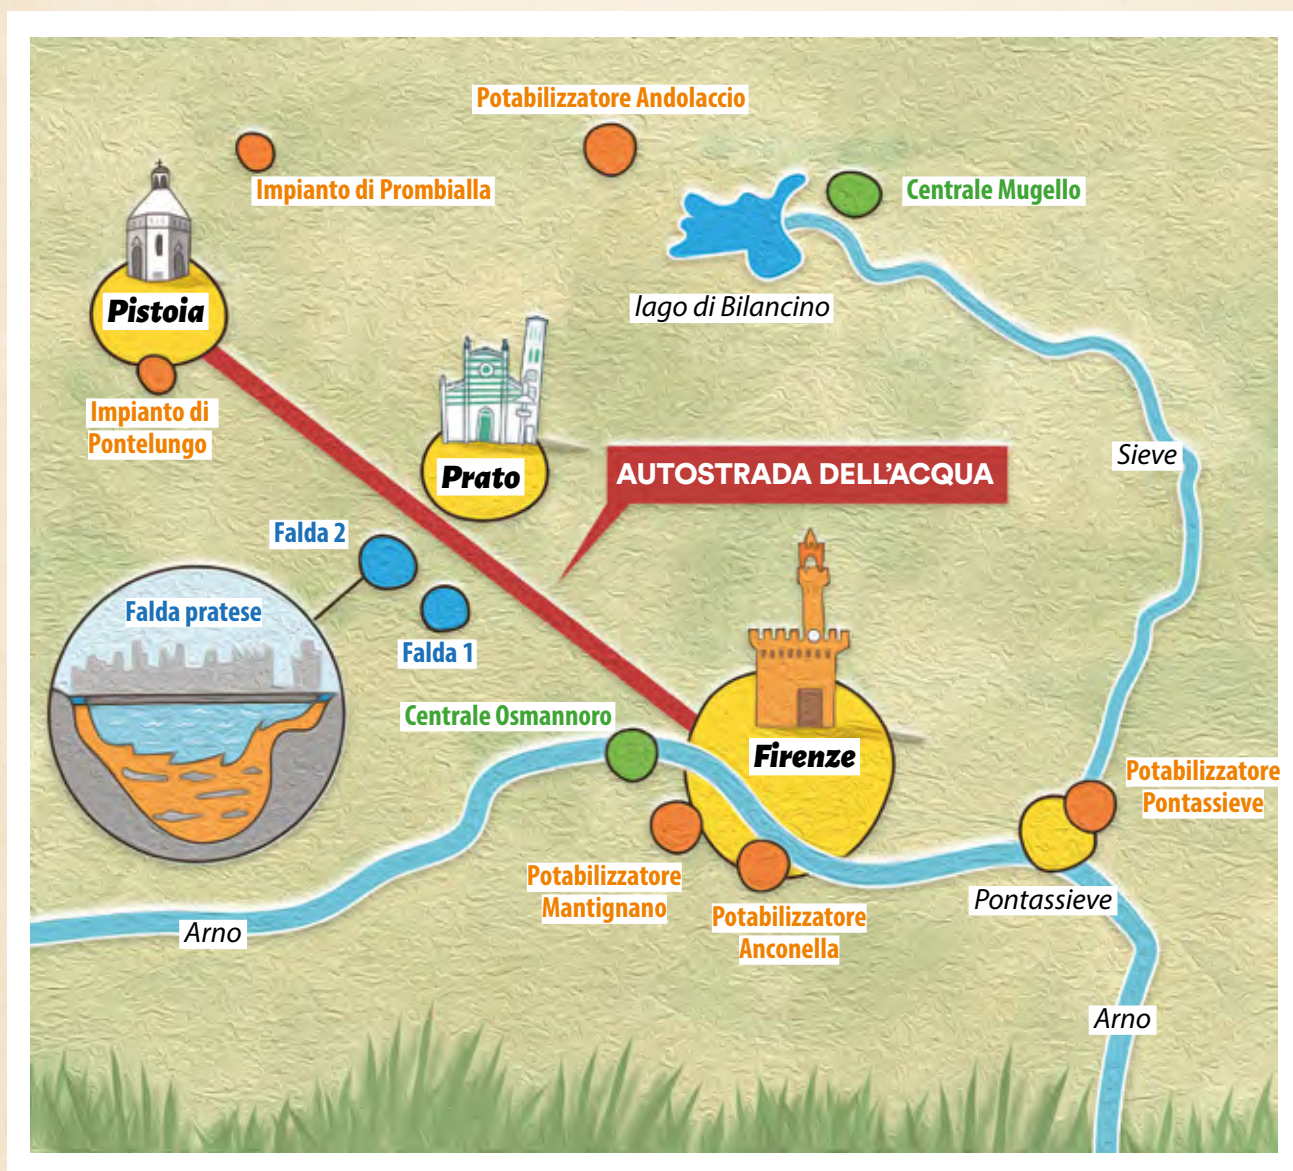 Potabilizzatore Andolaccio
Impianto di Prombialla
Centrale Mugello
Pistoia
lago di Bilancino
Impianto di
Pontelungo
Prato
AUTOSTRADA DELL'ACQUA
Sieve
Falda 2
Falda pratese
Falda 1
Centrale Osmannoro
Firenze
Potabilizzatore
Pontassieve
Potabilizzatore
Mantignano
Potabilizzatore
Anconella
Pontassieve
Arno
Arno